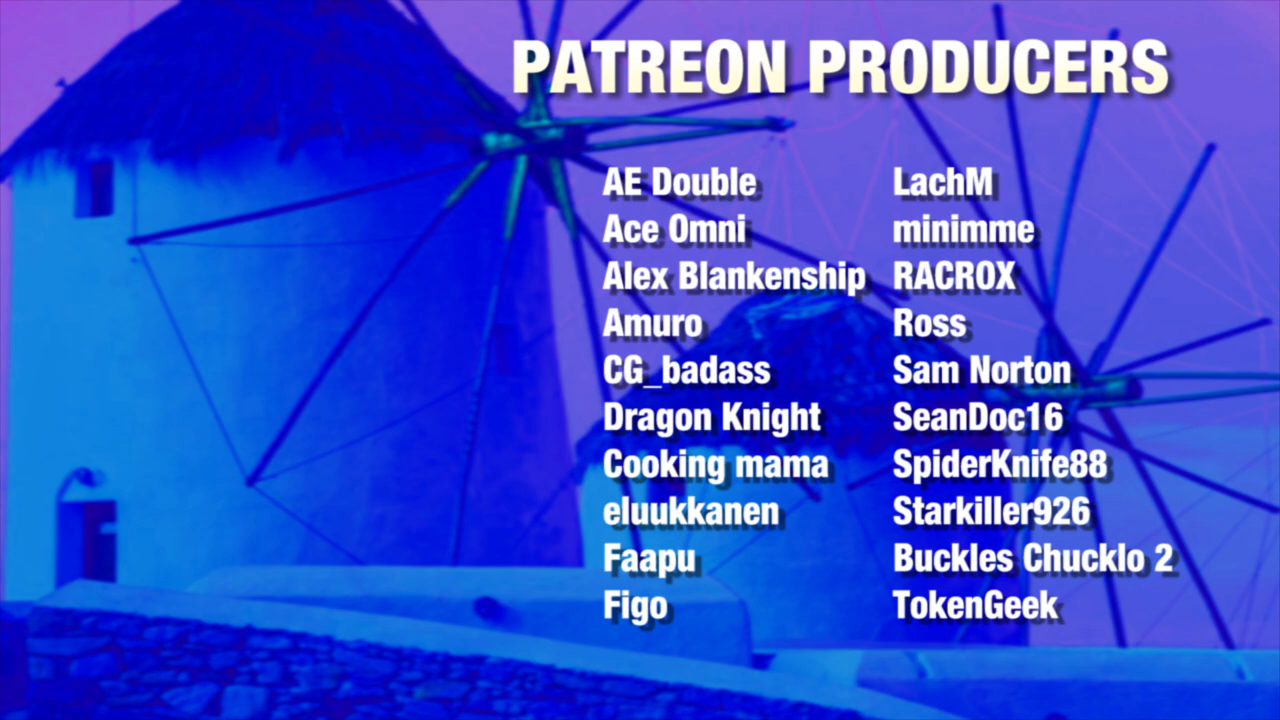 PATREON PRODUCERS
AE Double
Ace Omni
Alex Blankenship
Amuro
CG_badass
Dragon Knight
Cooking mama
eluukkanen
Faapu
Figo
LachM
minimme
RACROX
Ross
Sam Norton
SeanDoc16
SpiderKnife88
Starkiller926
Buckles Chucklo 2
TokenGeek